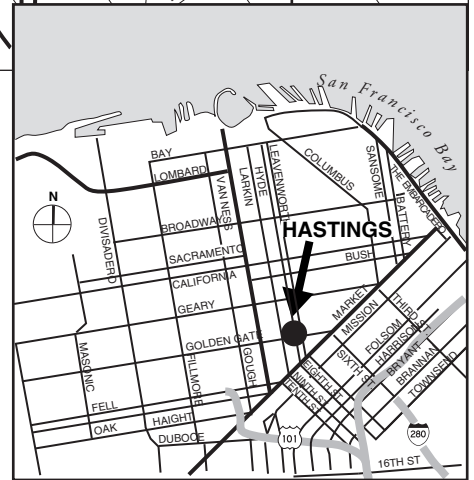 San Francisco Bay
BAY
LOMBARD
COLUMBUS
SANSOME
THE EMBARCADERO
N
DIVISADERO
VAN NESS
LARKIN
HYDE
LEAVENWORTH
BATTERY
BROADWAY
HASTINGS
SACRAMENTO
BUSH
CALIFORNIA
GEARY
MARKET
MISSION
THIRD ST
MASONIC
GOLDEN GATE
FOLSOM
HARRISON
FILLMORE
GOUGH
SIXTH ST
BRYANT
BRANNAN
TOWNSEND
EIGHTH ST
NINTH ST
TENTH ST
FELL
HAIGHT
OAK
DUBOCE
101
280
16TH ST